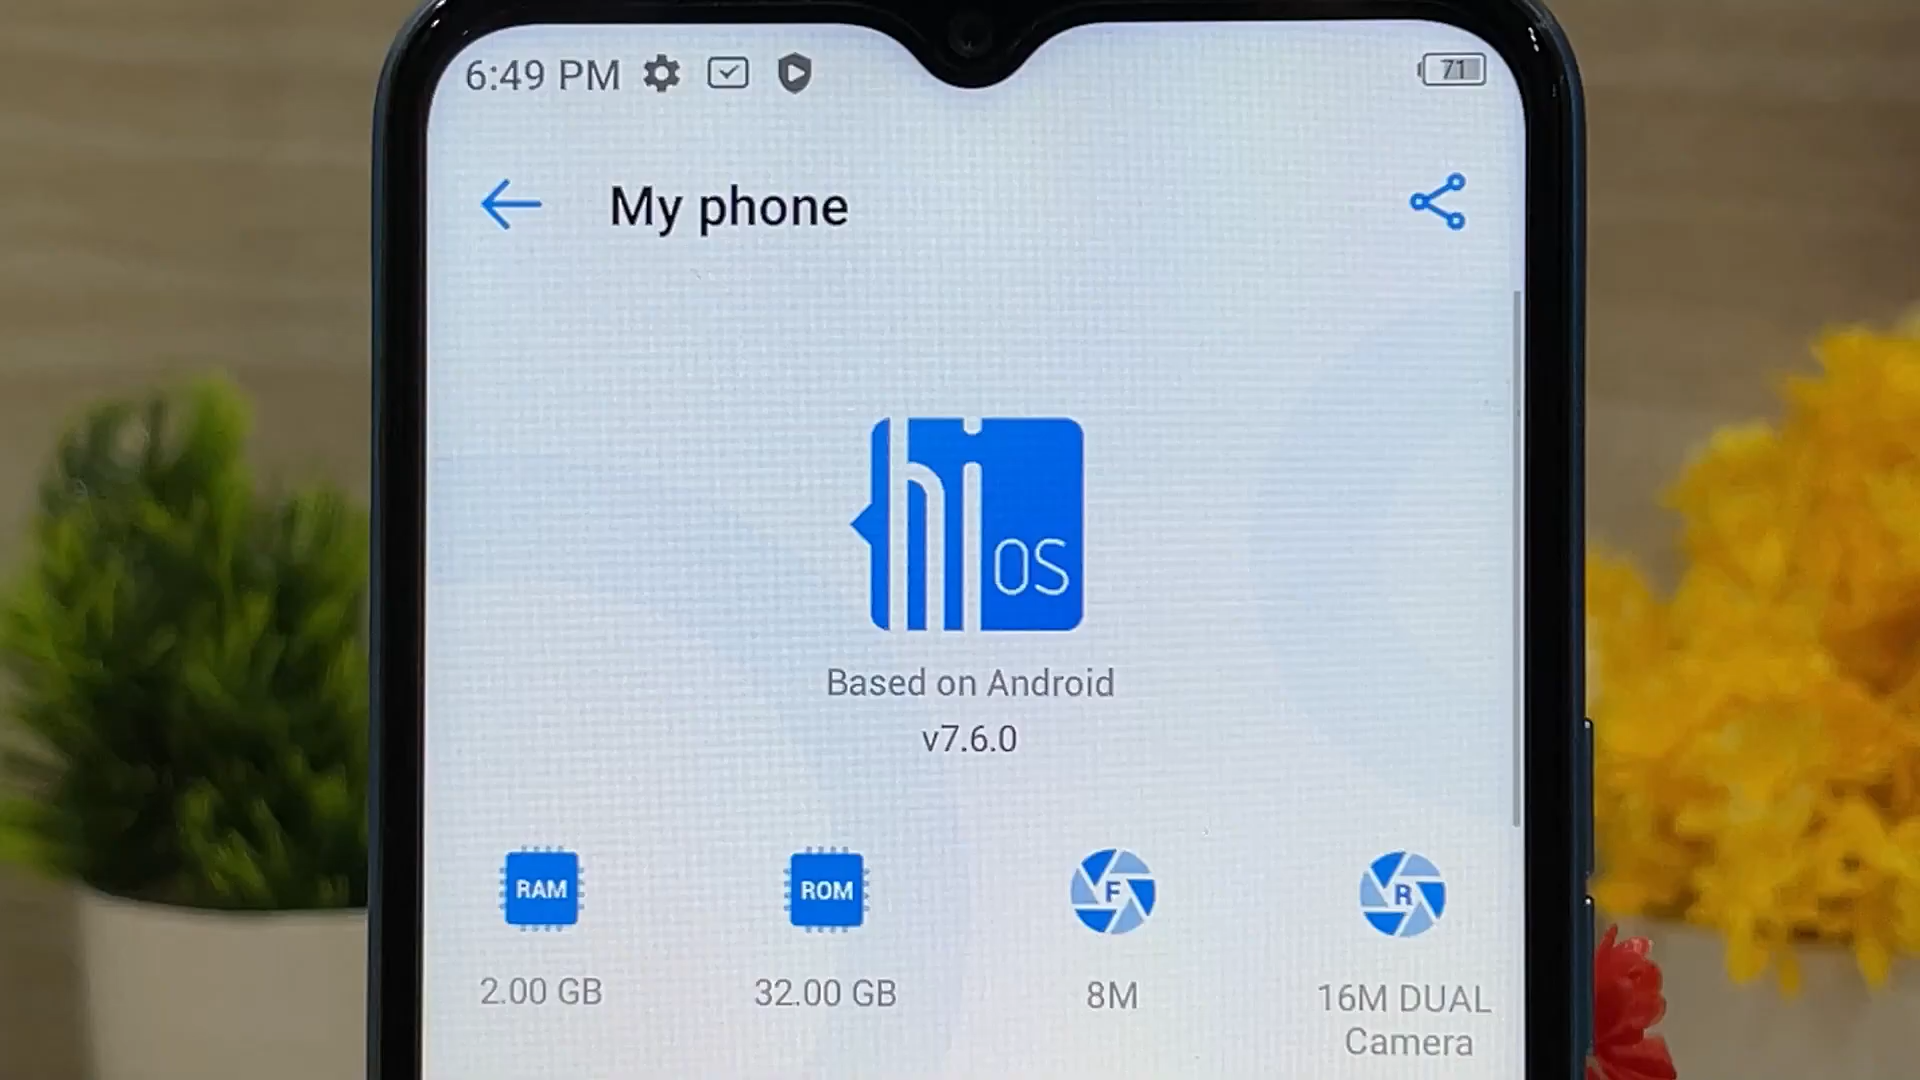 6:49 PM
71
My phone
hi OS
Based on Android
v7.6.0
RAM
ROM
F
R
2.00 GB
32.00 GB
8M
16M DUAL
Camera